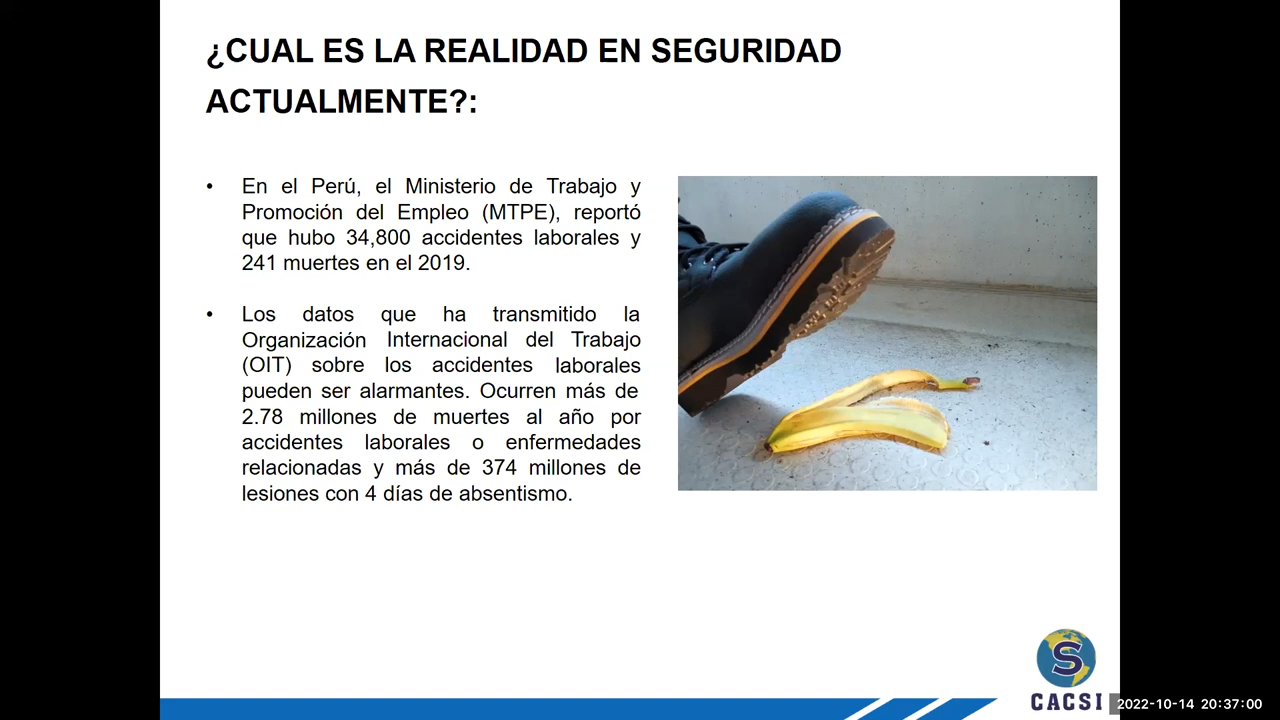 ¿CUAL ES LA REALIDAD EN SEGURIDAD
ACTUALMENTE?:
• En el Perú, el Ministerio de Trabajo y
Promoción del Empleo (MTPE), reportó
que hubo 34,800 accidentes laborales y
241 muertes en el 2019.
• Los datos que ha transmitido la
Organización Internacional del Trabajo
(OIT) sobre los accidentes laborales
pueden ser alarmantes. Ocurren más de
2.78 millones de muertes al año por
accidentes laborales o enfermedades
relacionadas y más de 374 millones de
lesiones con 4 días de absentismo.
S
CACSI
2022-10-14 20:37:00